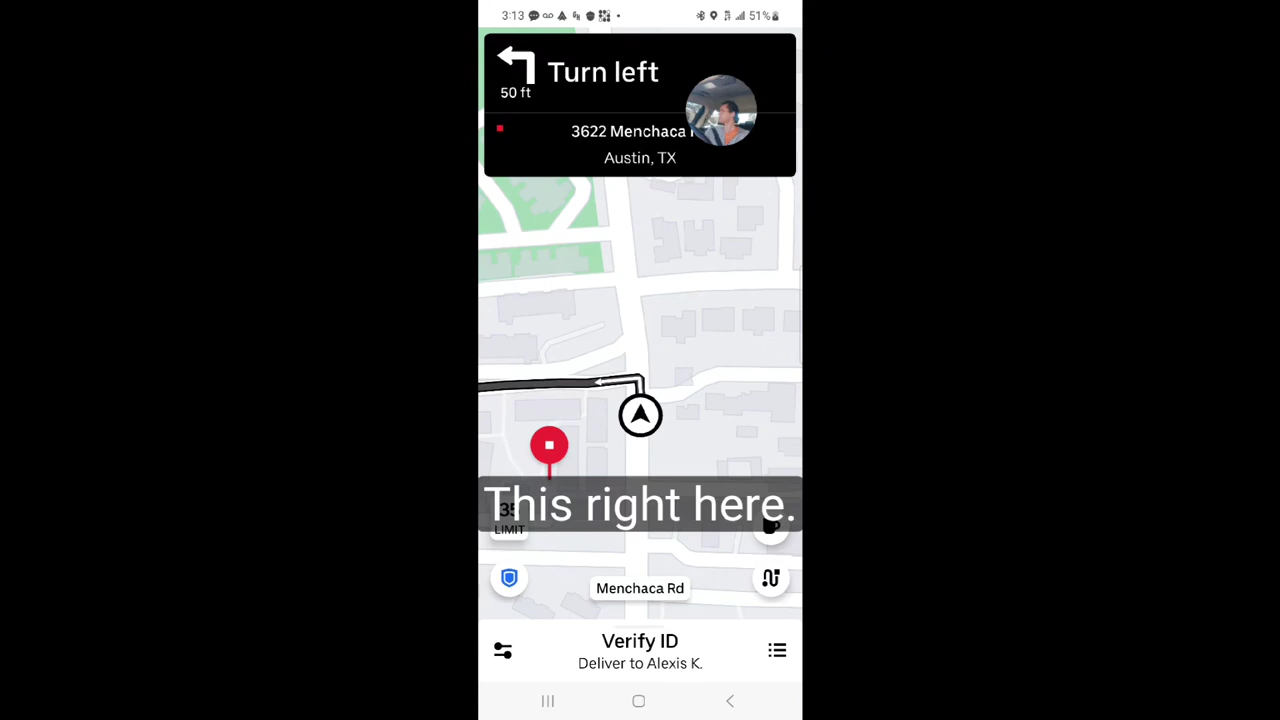 3:13
51%
Turn left
50 ft
3622 Menchaca
Austin, TX
This right here.
35
LIMIT
Menchaca Rd
Verify ID
Deliver to Alexis K.